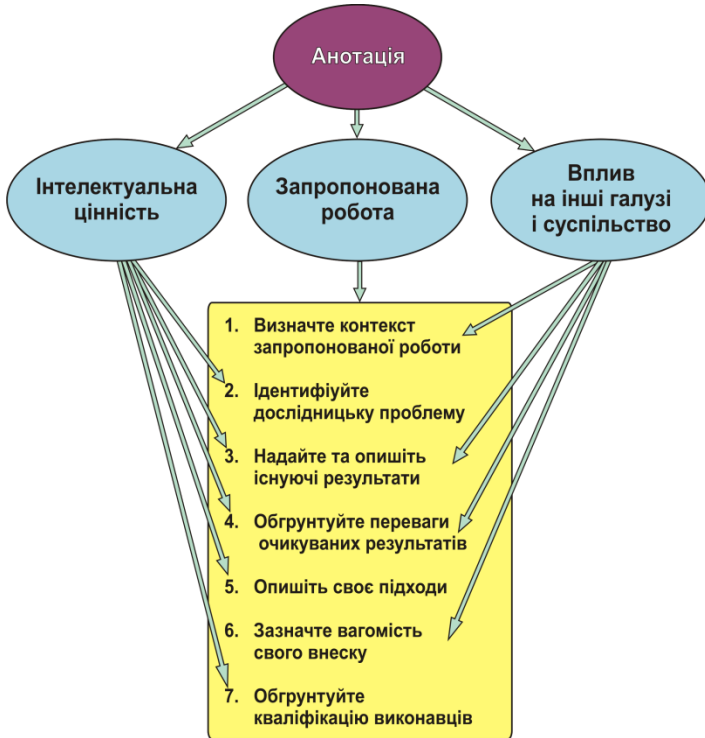 Анотація
Інтелектуальна
цінність
Запропонована
робота
Вплив
на інші галузі
і суспільство
1. Визначте контекст
запропонованої роботи
2. Ідентифіуйте
дослідницьку проблему
3. Надайте та опишіть
існуючі результати
4. Обгрунтуйте переваги
очикуваних результатів
5. Опишіть своє підходи
6. Зазначте вагомість
свого внеску
7. Обгрунтуйте
кваліфікацію виконавців